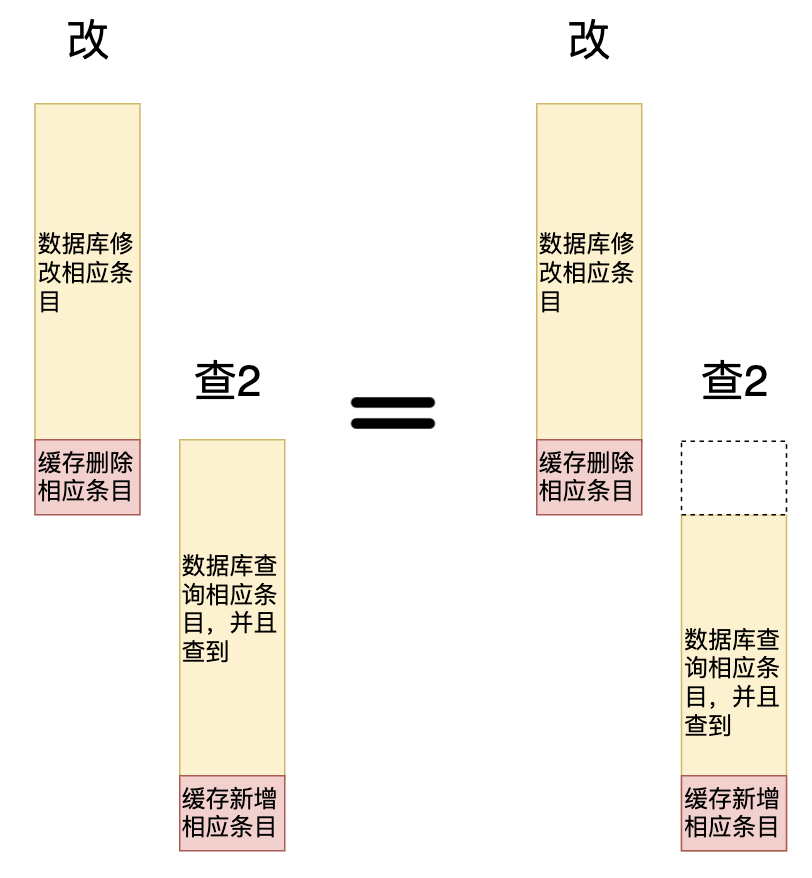 改
数据库修
改相应条
目
缓存删除
相应条目
查2
数据库查
询相应条
目，并且
查到
缓存新增
相应条目
=
改
数据库修
改相应条
目
缓存删除
相应条目
查2
数据库查
询相应条
目，并且
查到
缓存新增
相应条目